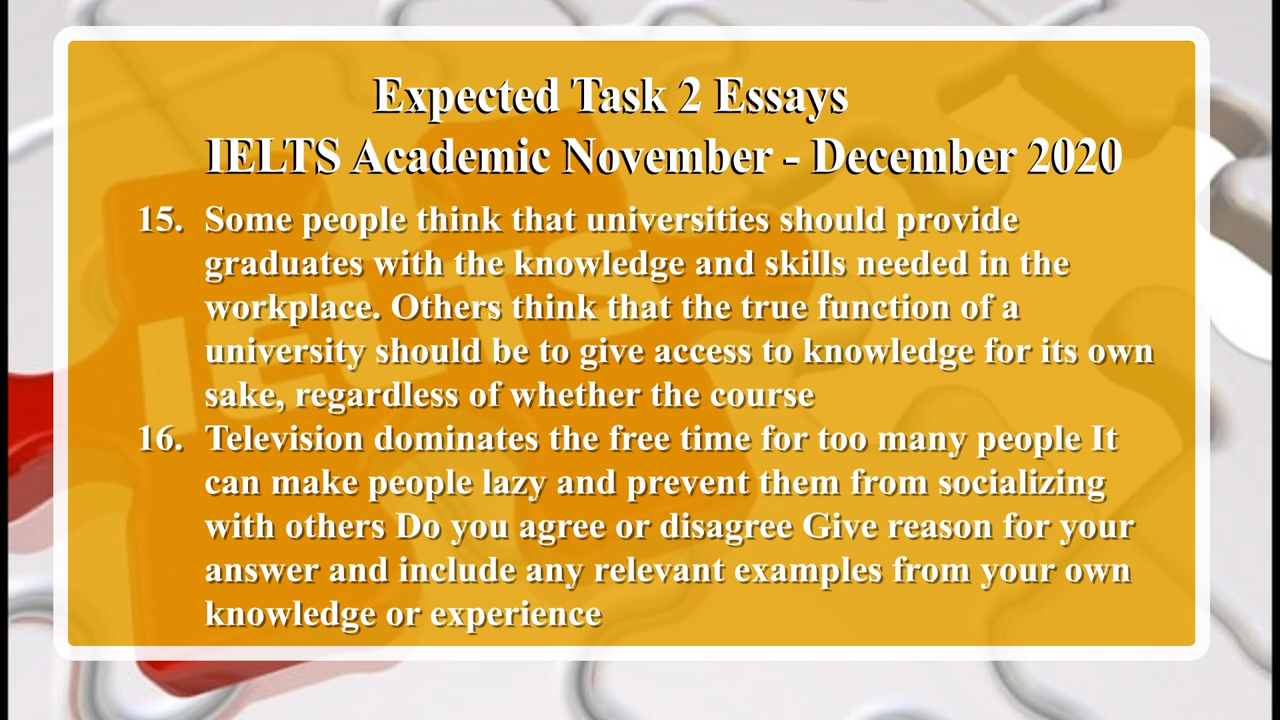 Expected Task 2 Essays
IELTS Academic November - December 2020
15. Some people think that universities should provide
graduates with the knowledge and skills needed in the
workplace. Others think that the true function of a
university should be to give access to knowledge for its own
sake, regardless of whether the course
16. Television dominates the free time for too many people It
can make people lazy and prevent them from socializing
with others Do you agree or disagree Give reason for your
answer and include any relevant examples from your own
knowledge or experience
IELTS